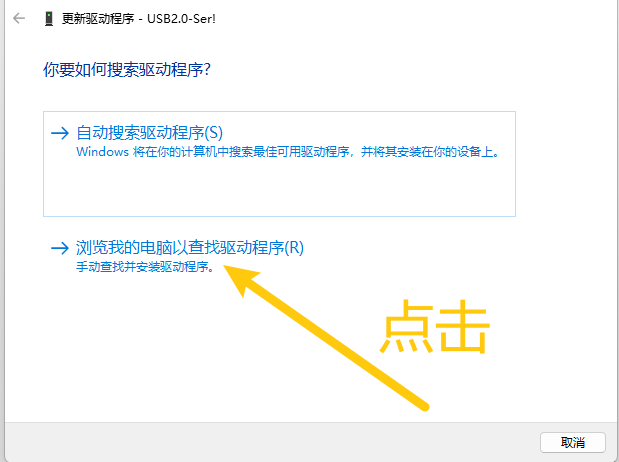 更新驱动程序 - USB2.0-Ser!
你要如何搜索驱动程序?
自动搜索驱动程序(S)
Windows 将在你的计算机中搜索最佳可用驱动程序，并将其安装在你的设备上。
浏览我的电脑以查找驱动程序(R)
手动查找并安装驱动程序。
点击
取消